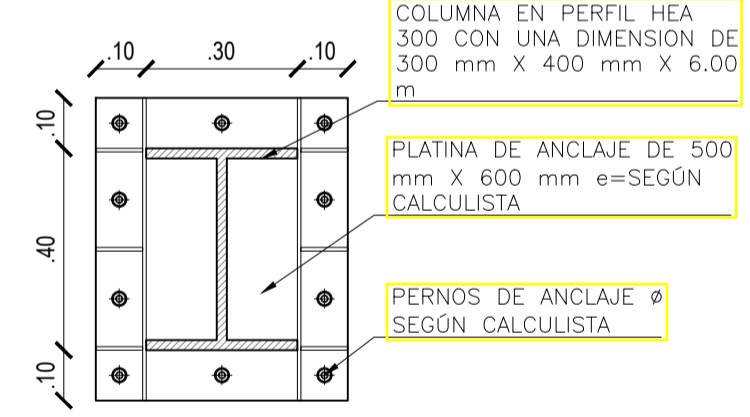 .10 .30 .10
COLUMNA EN PERFIL HEA
300 CON UNA DIMENSION DE
300 mm X 400 mm X 6.00
m
.10
PLATINA DE ANCLAJE DE 500
mm X 600 mm e=SEGÚN
CALCULISTA
.40
PERNOS DE ANCLAJE ø
SEGÚN CALCULISTA
.10